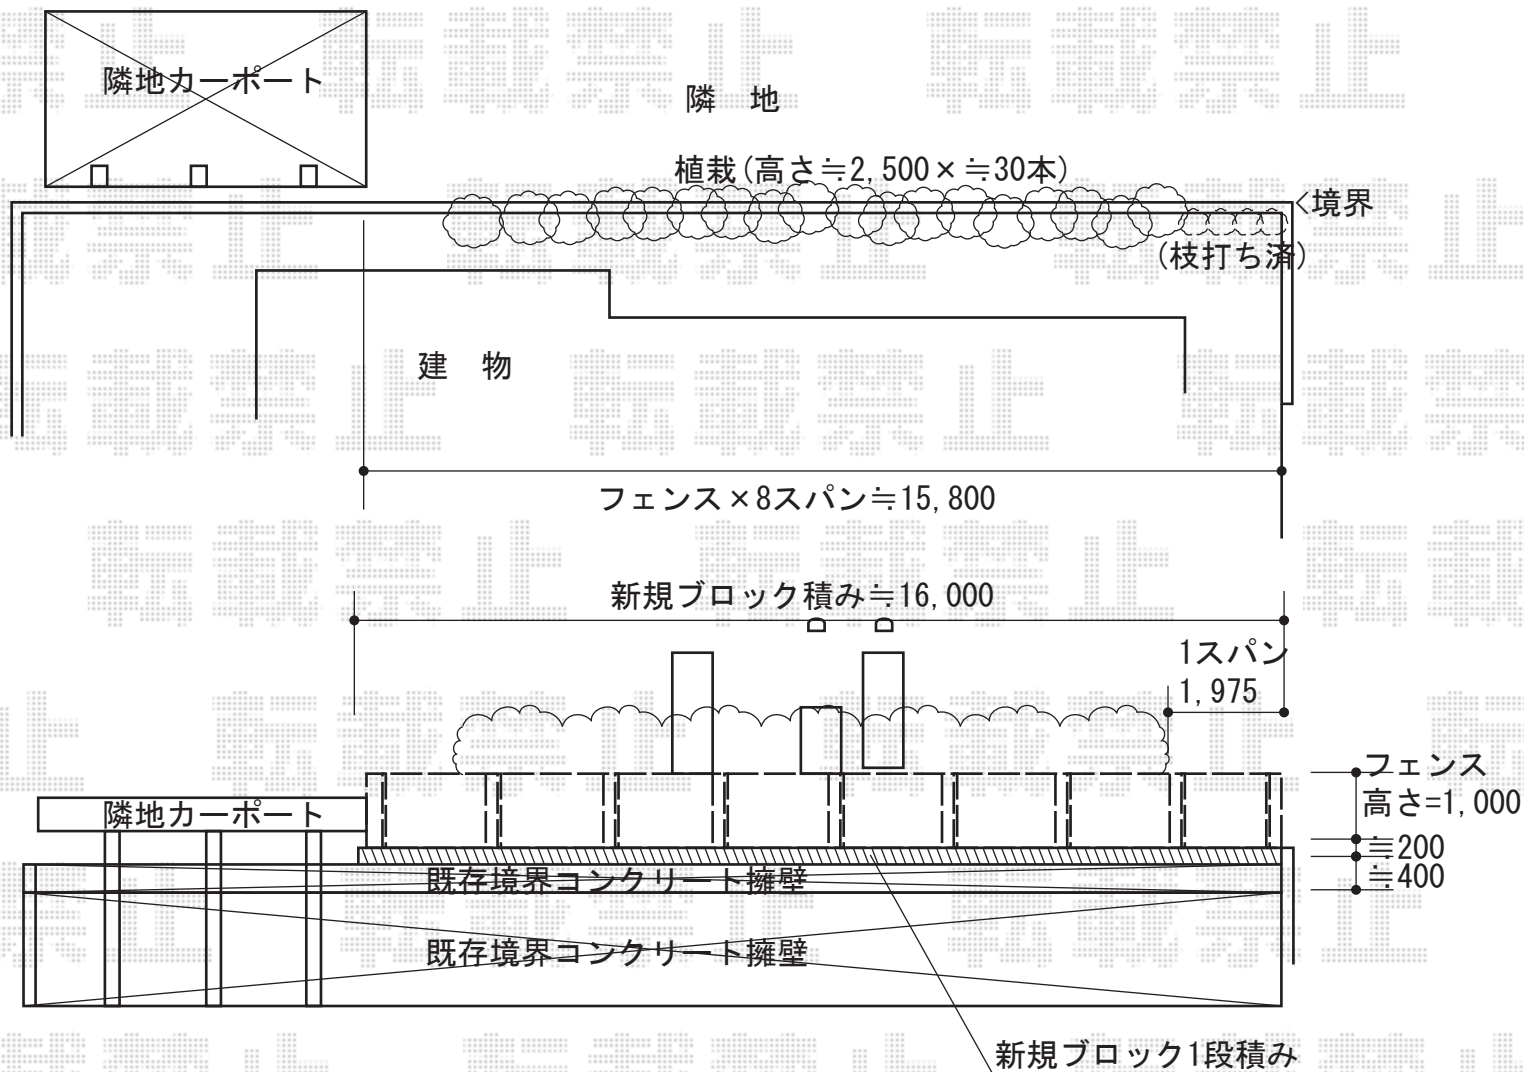 隣地カーポート
隣 地
植栽(高さ≒2,500×≒30本)
境界
(枝打ち済)
建 物
フェンス×8スパン≒15,800
新規ブロック積み≒16,000
1スパン
1,975
フェンス
高さ=1,000
隣地カーポート
≒200
≒400
既存境界コンクリート擁壁
既存境界コンクリート擁壁
新規ブロック1段積み
転載禁止